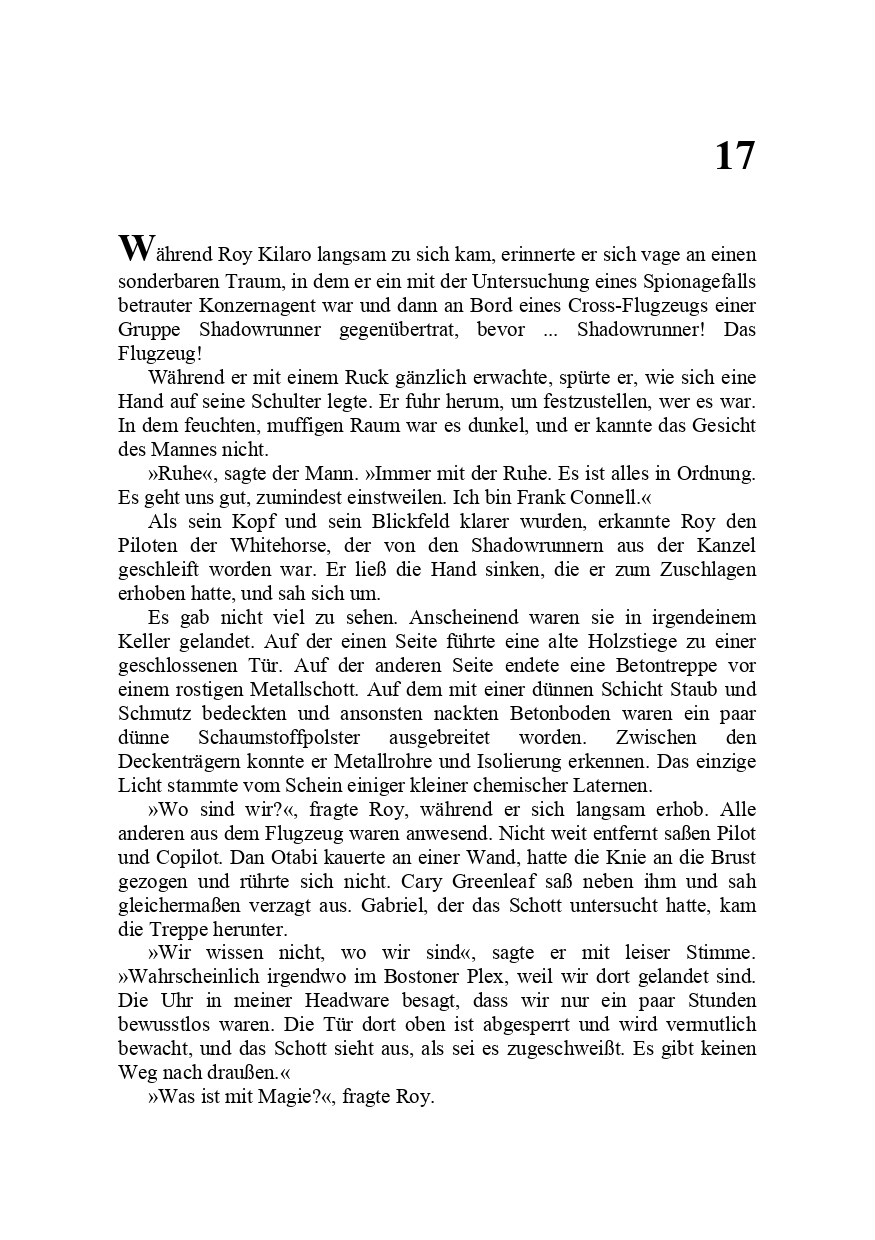 17
Während Roy Kilaro langsam zu sich kam, erinnerte er sich vage an einen
sonderbaren Traum, in dem er ein mit der Untersuchung eines Spionagefalls
betrauter Konzernagent war und dann an Bord eines Cross-Flugzeugs einer
Gruppe Shadowrunner gegenübertrat, bevor ... Shadowrunner! Das
Flugzeug!
Während er mit einem Ruck gänzlich erwachte, spürte er, wie sich eine
Hand auf seine Schulter legte. Er fuhr herum, um festzustellen, wer es war.
In dem feuchten, muffigen Raum war es dunkel, und er kannte das Gesicht
des Mannes nicht.
»Ruhe«, sagte der Mann. »Immer mit der Ruhe. Es ist alles in Ordnung.
Es geht uns gut, zumindest einstweilen. Ich bin Frank Connell.«
Als sein Kopf und sein Blickfeld klarer wurden, erkannte Roy den
Piloten der Whitehorse, der von den Shadowrunnern aus der Kanzel
geschleift worden war. Er ließ die Hand sinken, die er zum Zuschlagen
erhoben hatte, und sah sich um.
Es gab nicht viel zu sehen. Anscheinend waren sie in irgendeinem
Keller gelandet. Auf der einen Seite führte eine alte Holzstiege zu einer
geschlossenen Tür. Auf der anderen Seite endete eine Betontreppe vor
einem rostigen Metallschott. Auf dem mit einer dünnen Schicht Staub und
Schmutz bedeckten und ansonsten nackten Betonboden waren ein paar
dünne Schaumstoffpolster ausgebreitet worden. Zwischen den
Deckenträgern konnte er Metallrohre und Isolierung erkennen. Das einzige
Licht stammte vom Schein einiger kleiner chemischer Laternen.
»Wo sind wir?«, fragte Roy, während er sich langsam erhob. Alle
anderen aus dem Flugzeug waren anwesend. Nicht weit entfernt saßen Pilot
und Copilot. Dan Otabi kauerte an einer Wand, hatte die Knie an die Brust
gezogen und rührte sich nicht. Cary Greenleaf saß neben ihm und sah
gleichermaßen verzagt aus. Gabriel, der das Schott untersucht hatte, kam
die Treppe herunter.
»Wir wissen nicht, wo wir sind«, sagte er mit leiser Stimme.
»Wahrscheinlich irgendwo im Bostoner Plex, weil wir dort gelandet sind.
Die Uhr in meiner Headware besagt, dass wir nur ein paar Stunden
bewusstlos waren. Die Tür dort oben ist abgesperrt und wird vermutlich
bewacht, und das Schott sieht aus, als sei es zugeschweißt. Es gibt keinen
Weg nach draußen.«
»Was ist mit Magie?«, fragte Roy.